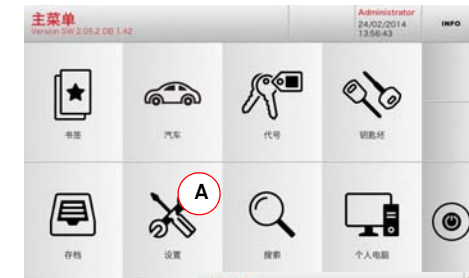 主菜单
Version SW 2.05.2 DB 1.42
Administrator
24/02/2014
13:56:43
INFO
书签
汽车
代号
钥匙坯
A
存档
设置
搜索
个人电脑